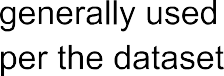 generally used
per the dataset